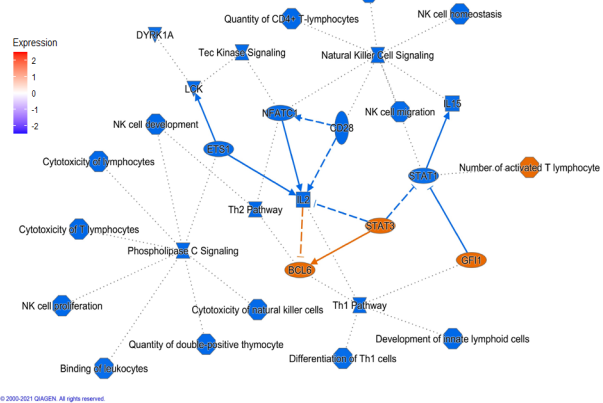 Quantity of CD4+ T-lymphocytes
NK cell homeostasis
DYRK1A
Expression
Tec Kinase Signaling
Natural Killer Cell Signaling
2
1
0
-1
-2
LCK
IL15
NFATC1
NK cell migration
NK cell development
CD28
ETS1
Cytotoxicity of lymphocytes
Number of activated T lymphocyte
STAT1
IL2
Th2 Pathway
STAT3
Cytotoxicity of T lymphocytes
Phospholipase C Signaling
GFI1
BCL6
NK cell proliferation
Cytotoxicity of natural killer cells
Th1 Pathway
Development of innate lymphoid cells
Quantity of double-positive thymocyte
Differentiation of Th1 cells
Binding of leukocytes
© 2000-2021 QIAGEN. All rights reserved.